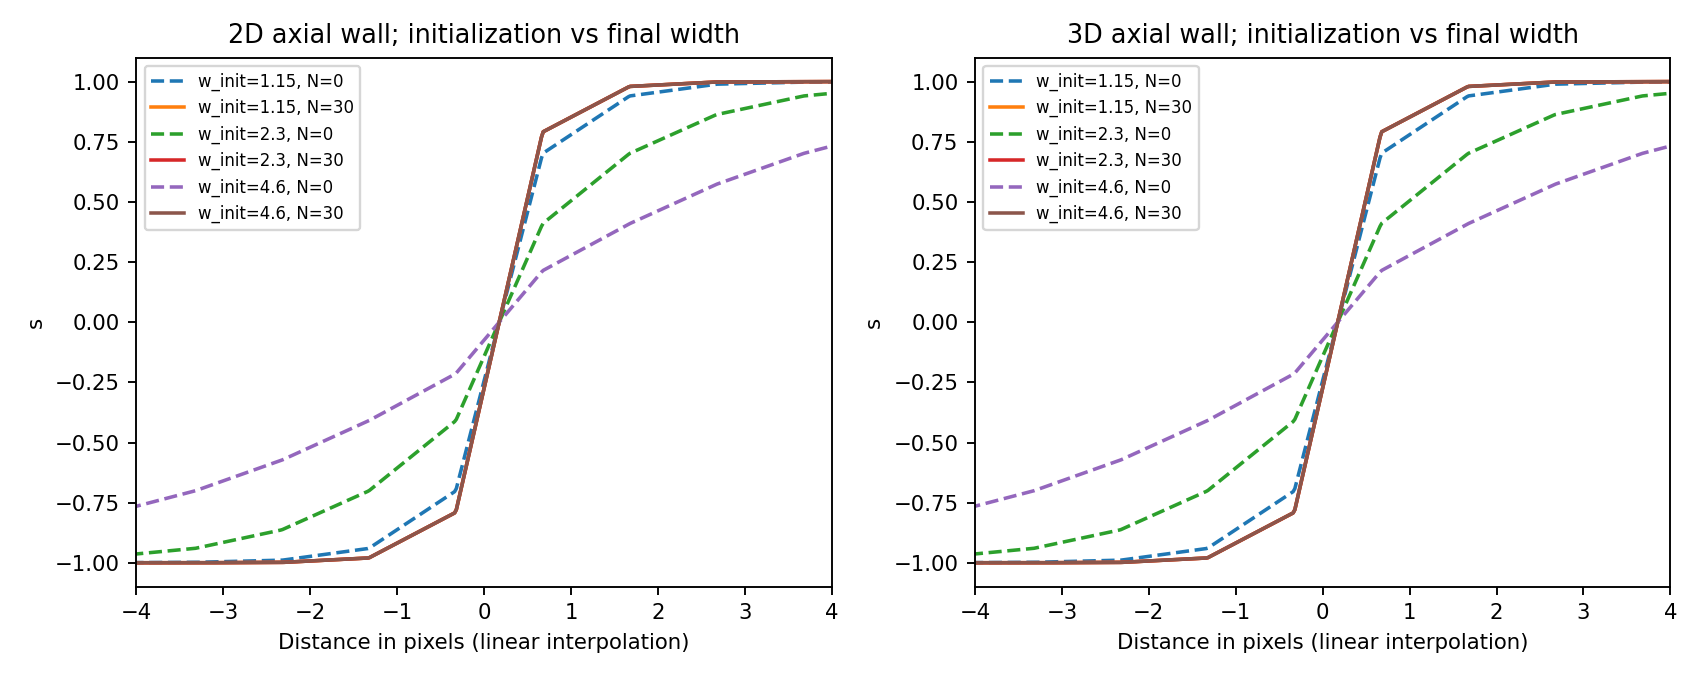 2D axial wall; initialization vs final width
1.00
0.75
0.50
0.25
0.00
−0.25
−0.50
−0.75
−1.00
s
w_init=1.15, N=0
w_init=1.15, N=30
w_init=2.3, N=0
w_init=2.3, N=30
w_init=4.6, N=0
w_init=4.6, N=30
−4 −3 −2 −1 0 1 2 3 4
Distance in pixels (linear interpolation)
3D axial wall; initialization vs final width
1.00
0.75
0.50
0.25
0.00
−0.25
−0.50
−0.75
−1.00
s
w_init=1.15, N=0
w_init=1.15, N=30
w_init=2.3, N=0
w_init=2.3, N=30
w_init=4.6, N=0
w_init=4.6, N=30
−4 −3 −2 −1 0 1 2 3 4
Distance in pixels (linear interpolation)